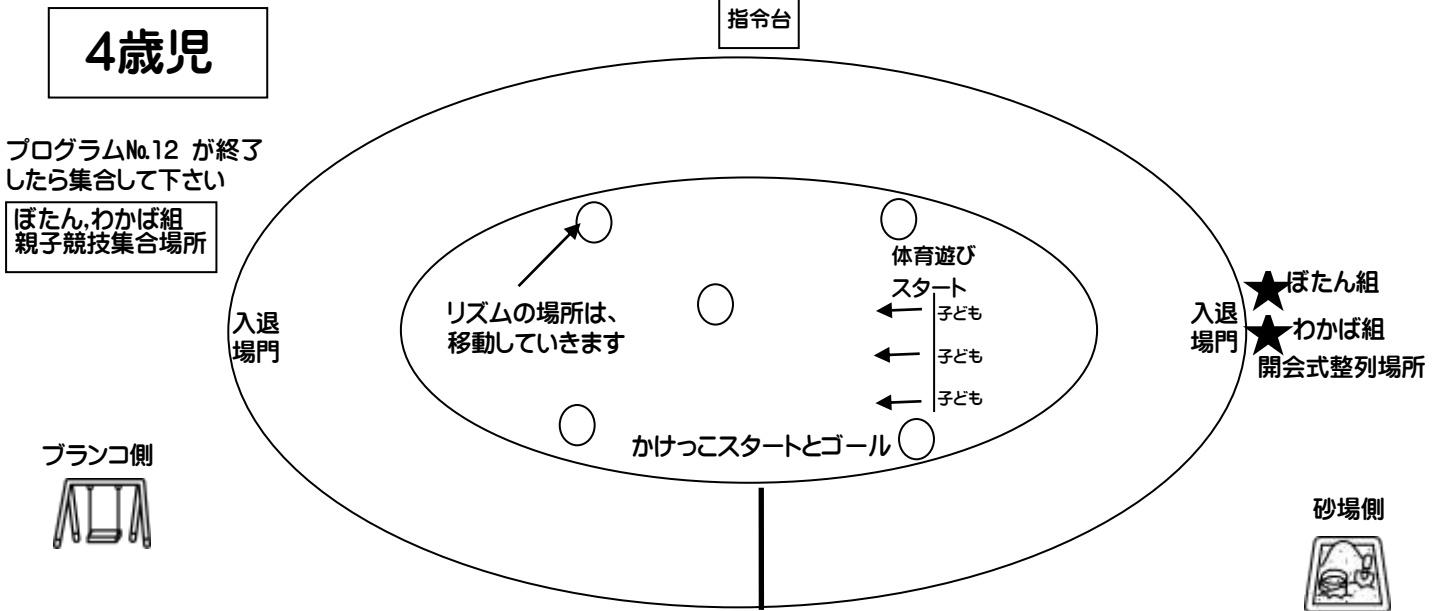 指令台
4歳児
プログラム№12 が終了
したら集合して下さい
ぼたん,わかば組
親子競技集合場所
入退
場門
リズムの場所は、
移動していきます
体育遊び
スタート
子ども
子ども
子ども
かけっこスタートとゴール
入退
場門
ぼたん組
わかば組
開会式整列場所
ブランコ側
砂場側